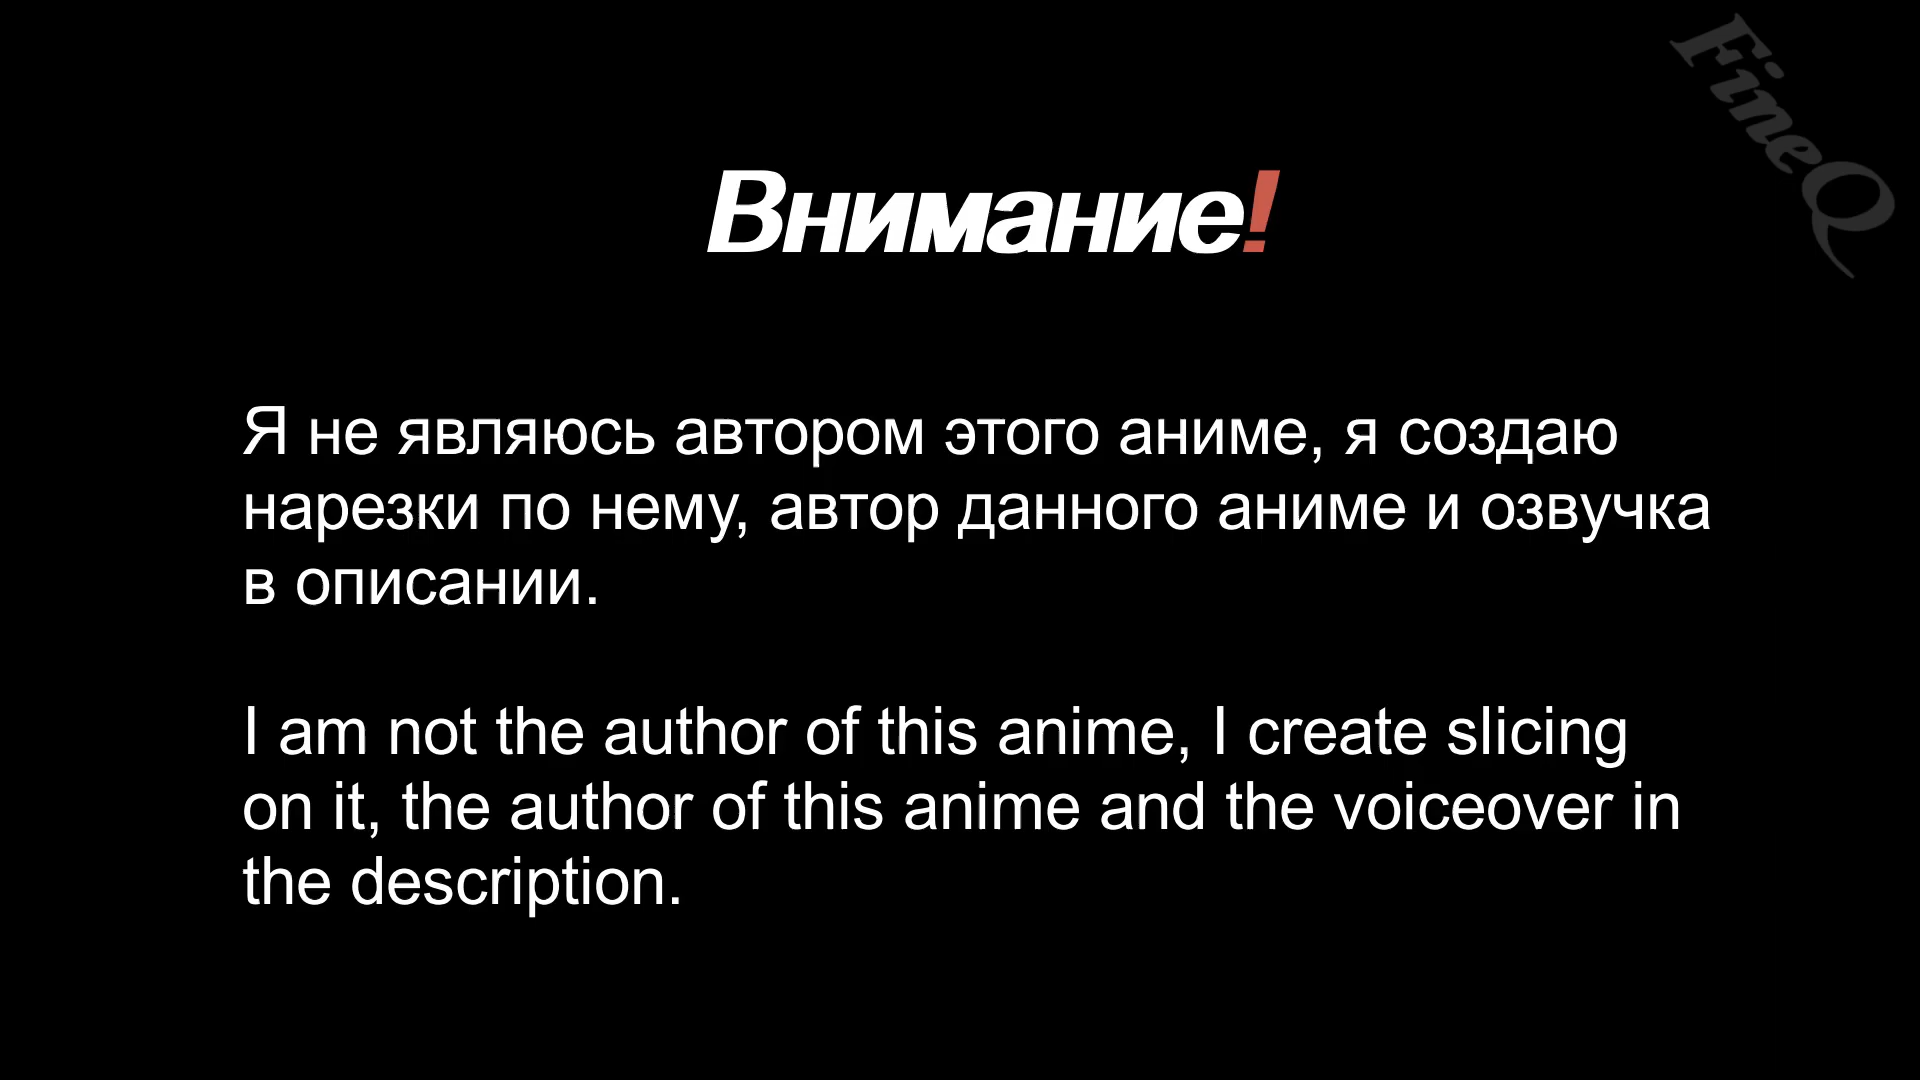 FineQ
Внимание!
Я не являюсь автором этого аниме, я создаю
нарезки по нему, автор данного аниме и озвучка
в описании.
I am not the author of this anime, I create slicing
on it, the author of this anime and the voiceover in
the description.